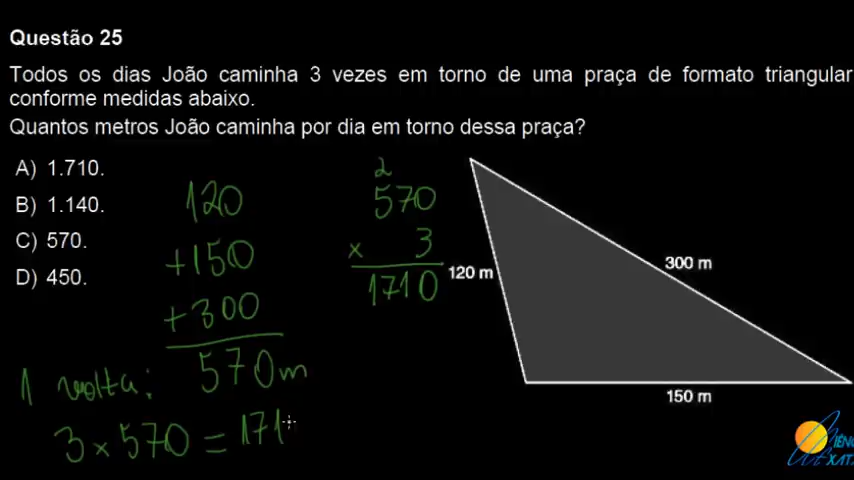 Questão 25
Todos os dias João caminha 3 vezes em torno de uma praça de formato triangular
conforme medidas abaixo.
Quantos metros João caminha por dia em torno dessa praça?
A) 1.710.
B) 1.140.
C) 570.
D) 450.
120
+150
+300
570m
1 volta:
3 × 570 = 171
2
570
× 3
1710
120 m
300 m
150 m